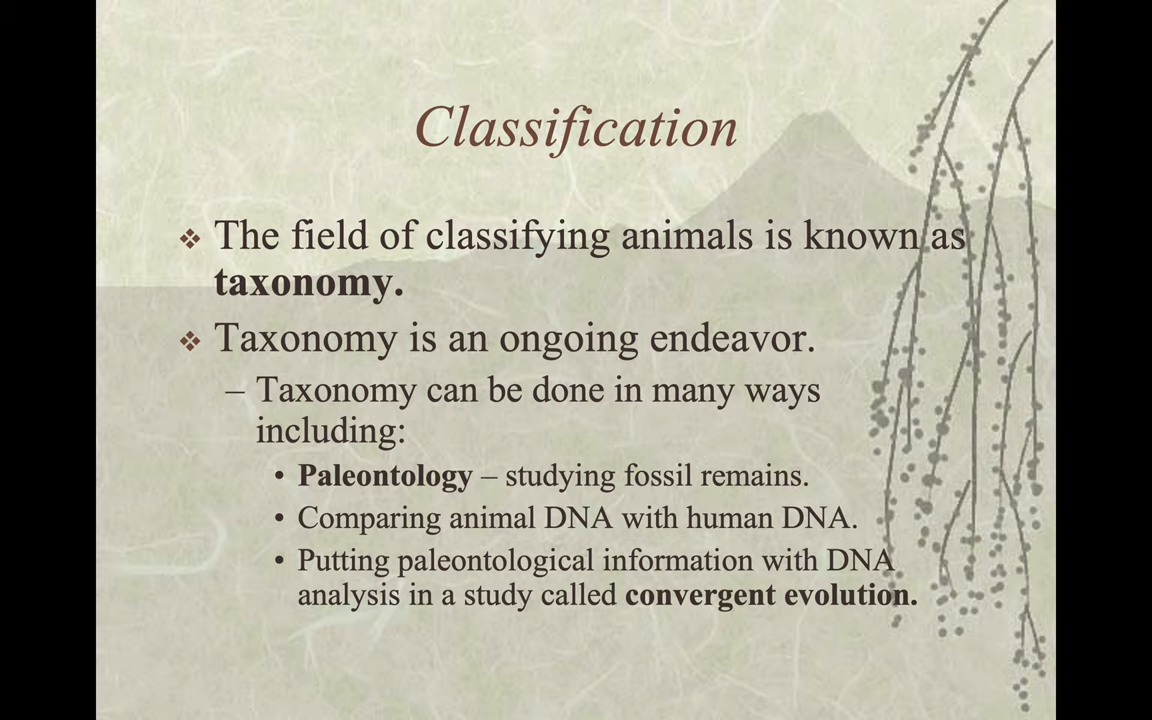 Classification
❖ The field of classifying animals is known as
taxonomy.
❖ Taxonomy is an ongoing endeavor.
– Taxonomy can be done in many ways
including:
• Paleontology – studying fossil remains.
• Comparing animal DNA with human DNA.
• Putting paleontological information with DNA
analysis in a study called convergent evolution.